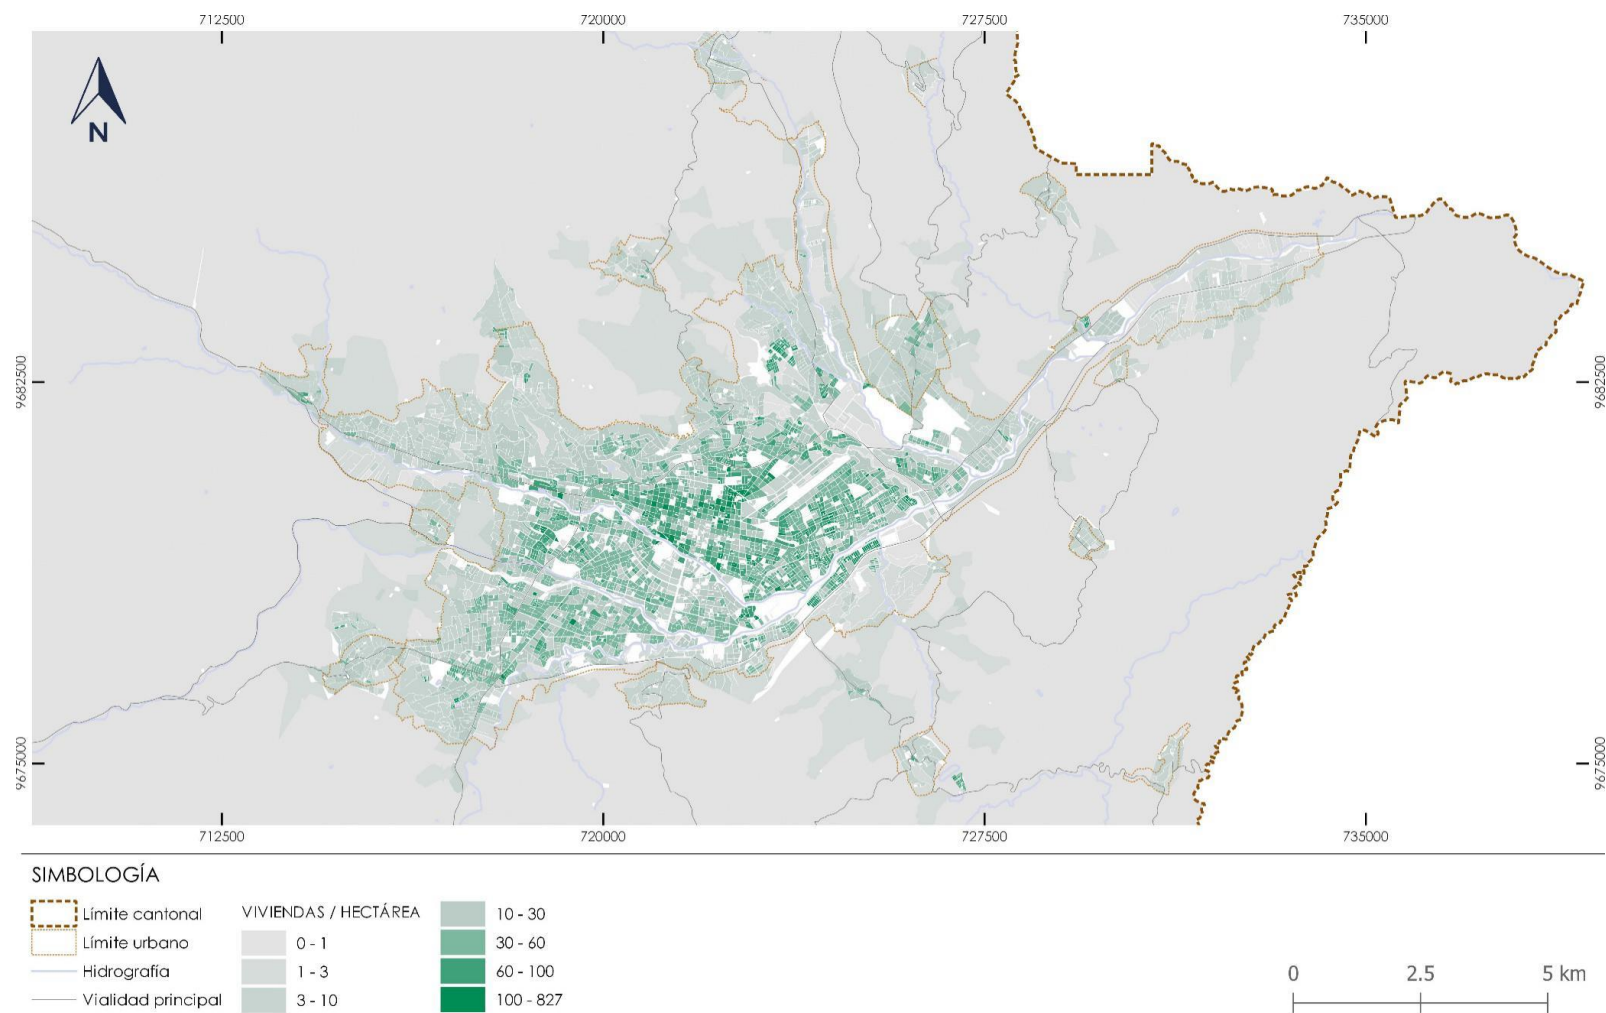 712500 720000 727500 735000
N
9682500 9682500
9675000 9675000
712500 720000 727500 735000
SIMBOLOGÍA
Límite cantonal
Límite urbano
Hidrografía
Vialidad principal
VIVIENDAS / HECTÁREA
0 - 1
1 - 3
3 - 10
10 - 30
30 - 60
60 - 100
100 - 827
0 2.5 5 km